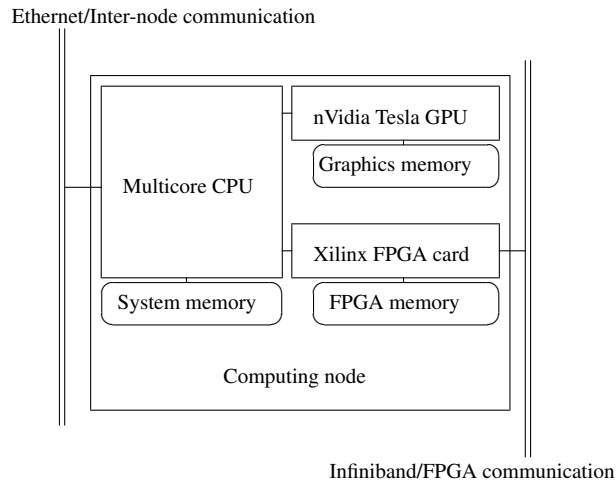 Ethernet/Inter-node communication
nVidia Tesla GPU
Graphics memory
Multicore CPU
Xilinx FPGA card
System memory
FPGA memory
Computing node
Infiniband/FPGA communication